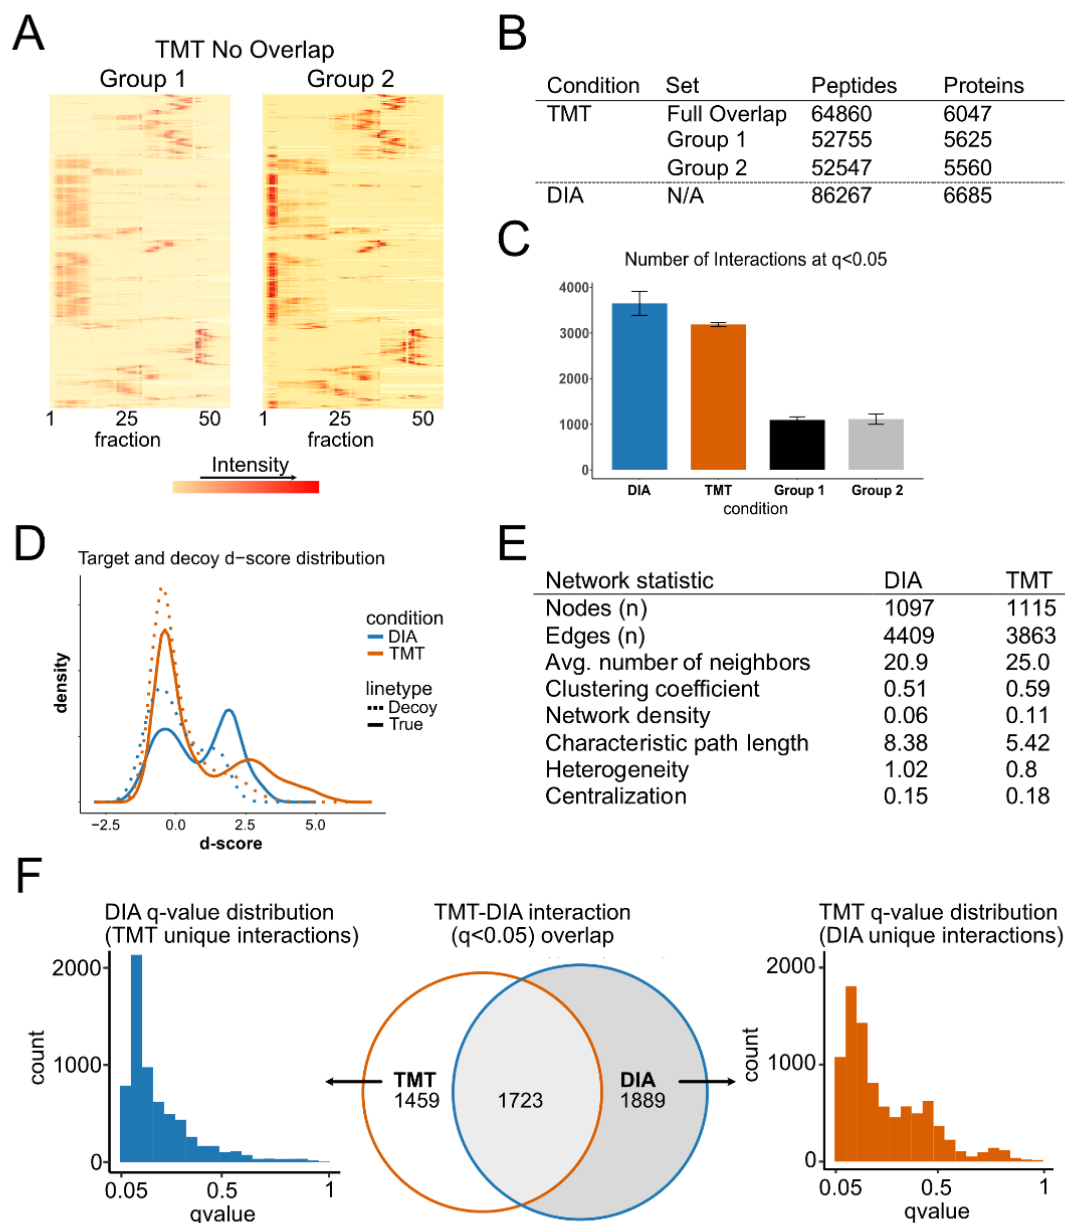 A
TMT No Overlap
Group 1
Group 2
1 25 50
fraction
1 25 50
fraction
Intensity
B
Condition Set Peptides Proteins
TMT Full Overlap 64860 6047
Group 1 52755 5625
Group 2 52547 5560
DIA N/A 86267 6685
C
Number of Interactions at q<0.05
4000
3000
2000
1000
0
DIA TMT Group 1 Group 2
condition
D
Target and decoy d−score distribution
density
condition
DIA
TMT
linetype
Decoy
True
−2.5 0.0 2.5 5.0
d-score
E
Network statistic DIA TMT
Nodes (n) 1097 1115
Edges (n) 4409 3863
Avg. number of neighbors 20.9 25.0
Clustering coefficient 0.51 0.59
Network density 0.06 0.11
Characteristic path length 8.38 5.42
Heterogeneity 1.02 0.8
Centralization 0.15 0.18
F
DIA q-value distribution
(TMT unique interactions)
2000
1000
0
count
0.05 0.5 1
qvalue
TMT-DIA interaction
(q<0.05) overlap
TMT
1459
1723
DIA
1889
TMT q-value distribution
(DIA unique interactions)
2000
1000
0
count
0.05 0.5 1
qvalue